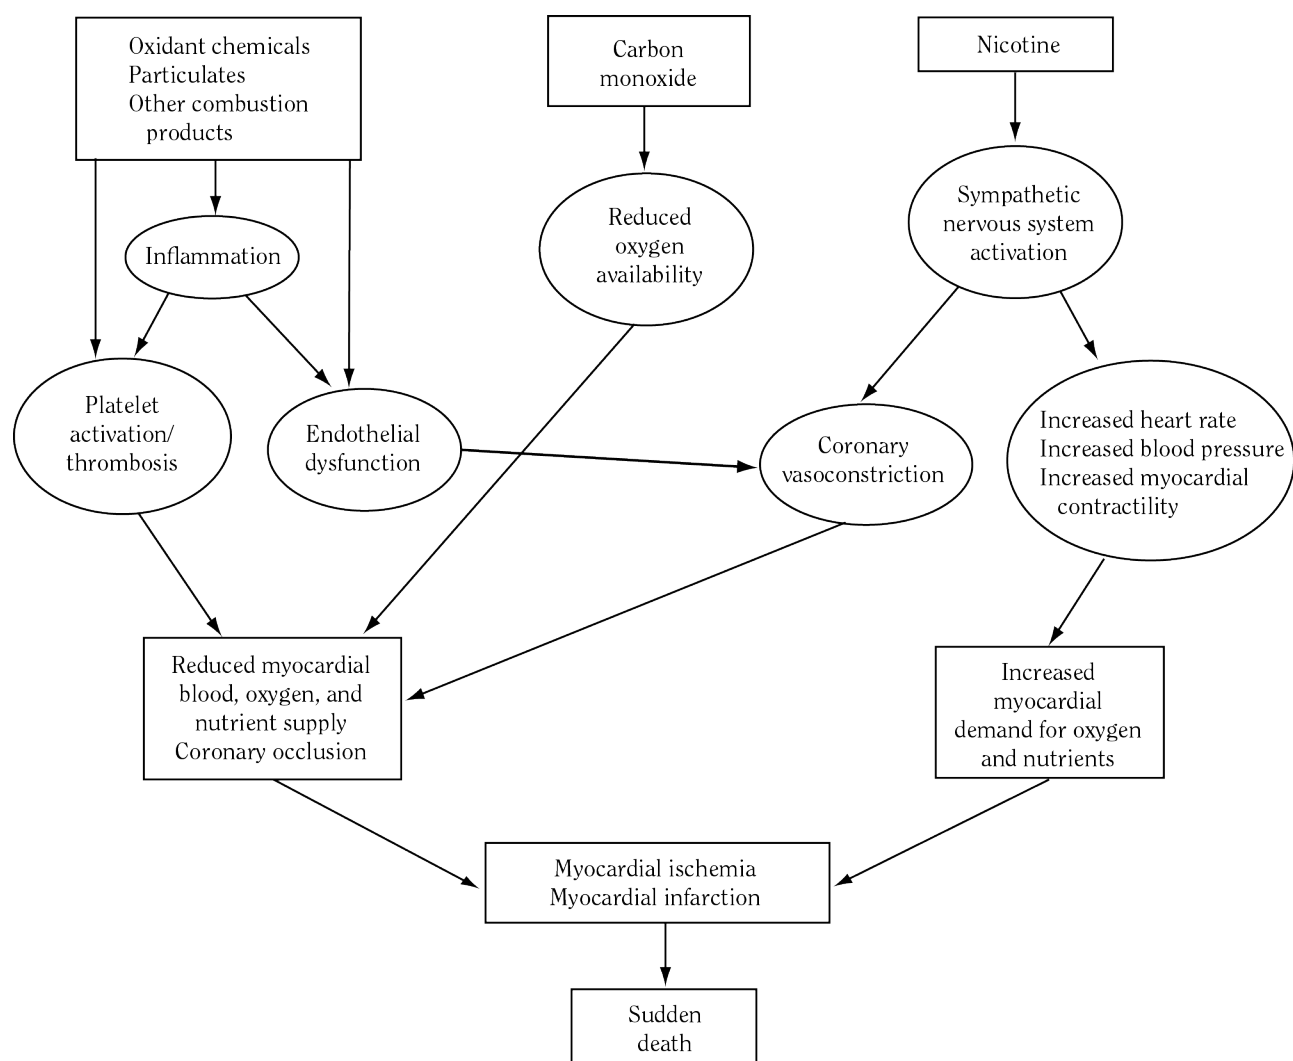 Oxidant chemicals
Particulates
Other combustion
products
Carbon
monoxide
Nicotine
Inflammation
Reduced
oxygen
availability
Sympathetic
nervous system
activation
Platelet
activation/
thrombosis
Endothelial
dysfunction
Coronary
vasoconstriction
Increased heart rate
Increased blood pressure
Increased myocardial
contractility
Reduced myocardial
blood, oxygen, and
nutrient supply
Coronary occlusion
Increased
myocardial
demand for oxygen
and nutrients
Myocardial ischemia
Myocardial infarction
Sudden
death